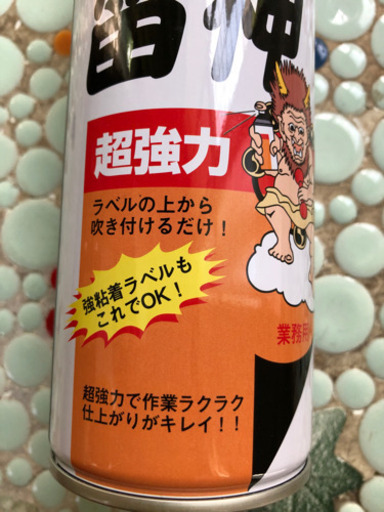 雷神
超強力
ラベルの上から
吹き付けるだけ！
強粘着ラベルも
これでOK！
業務用
超強力で作業ラクラク
仕上がりがキレイ！！